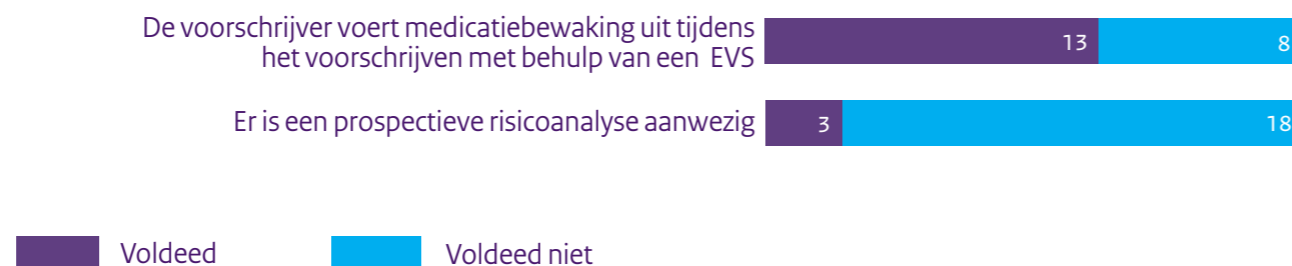 De voorschrijver voert medicatiebewaking uit tijdens
het voorschrijven met behulp van een EVS
13
8
Er is een prospectieve risicoanalyse aanwezig
3
18
Voldeed
Voldeed niet